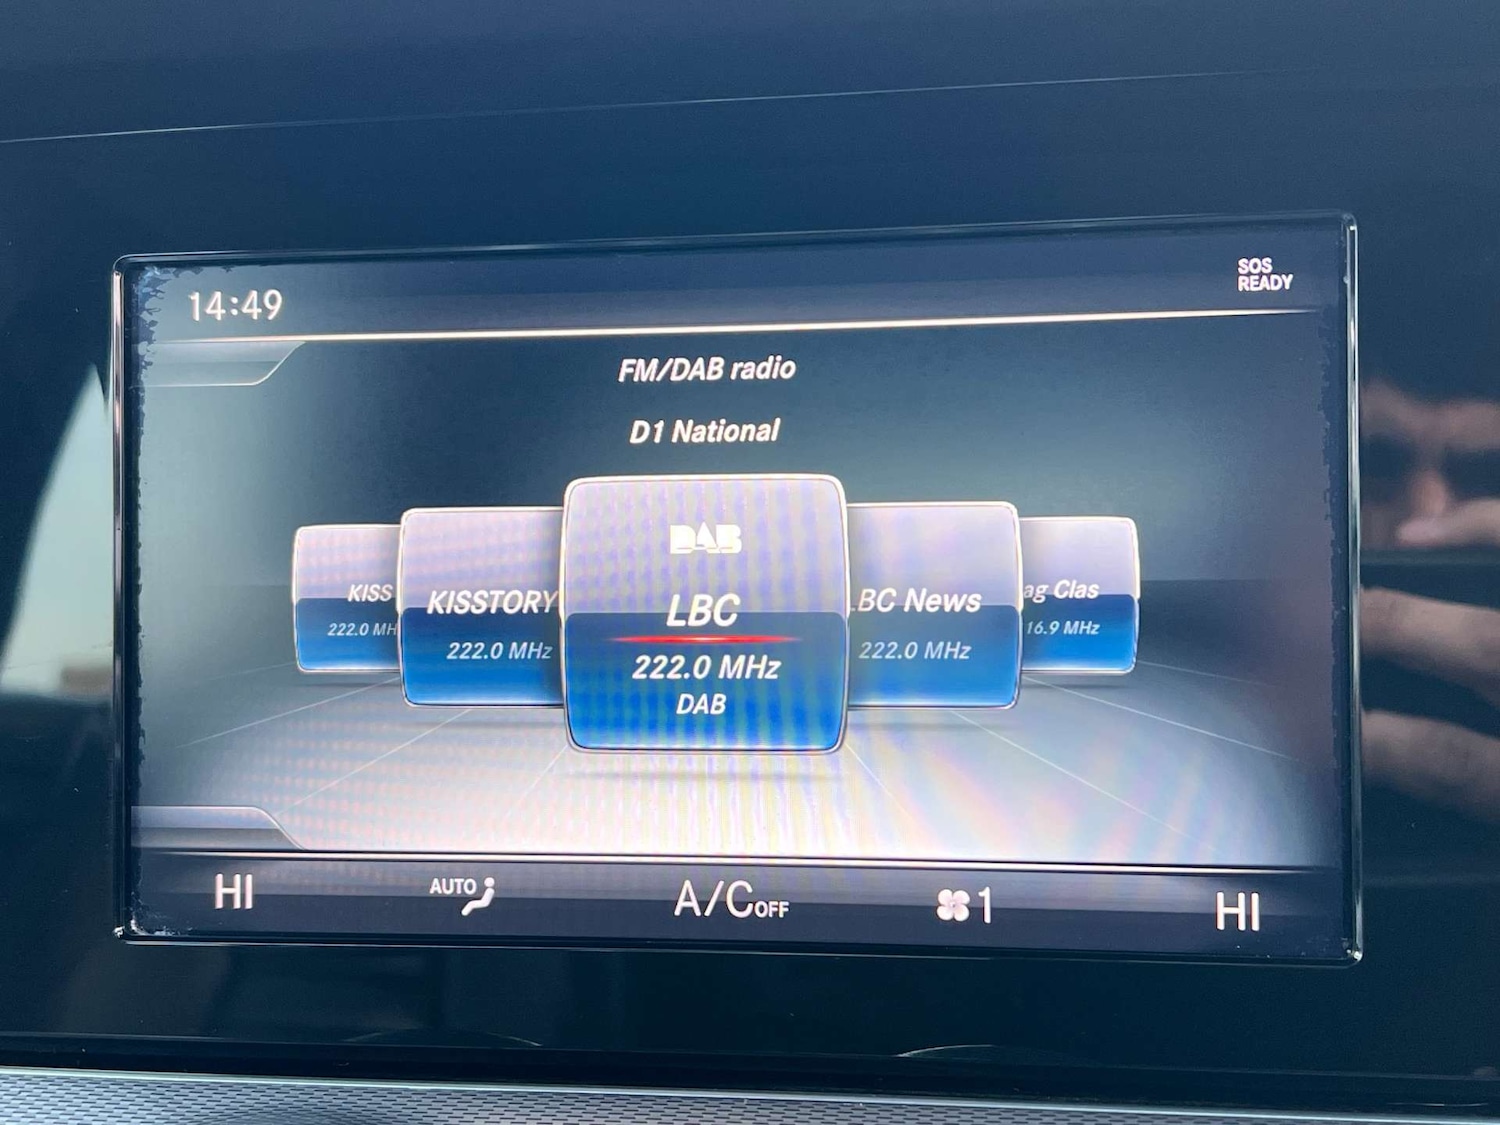 14:49
SOS
READY
FM/DAB radio
D1 National
DAB
KISS
222.0 MH
KISSTORY
222.0 MHz
LBC
222.0 MHz
DAB
BC News
222.0 MHz
ag Clas
16.9 MHz
HI
AUTO
A/C OFF
1
HI